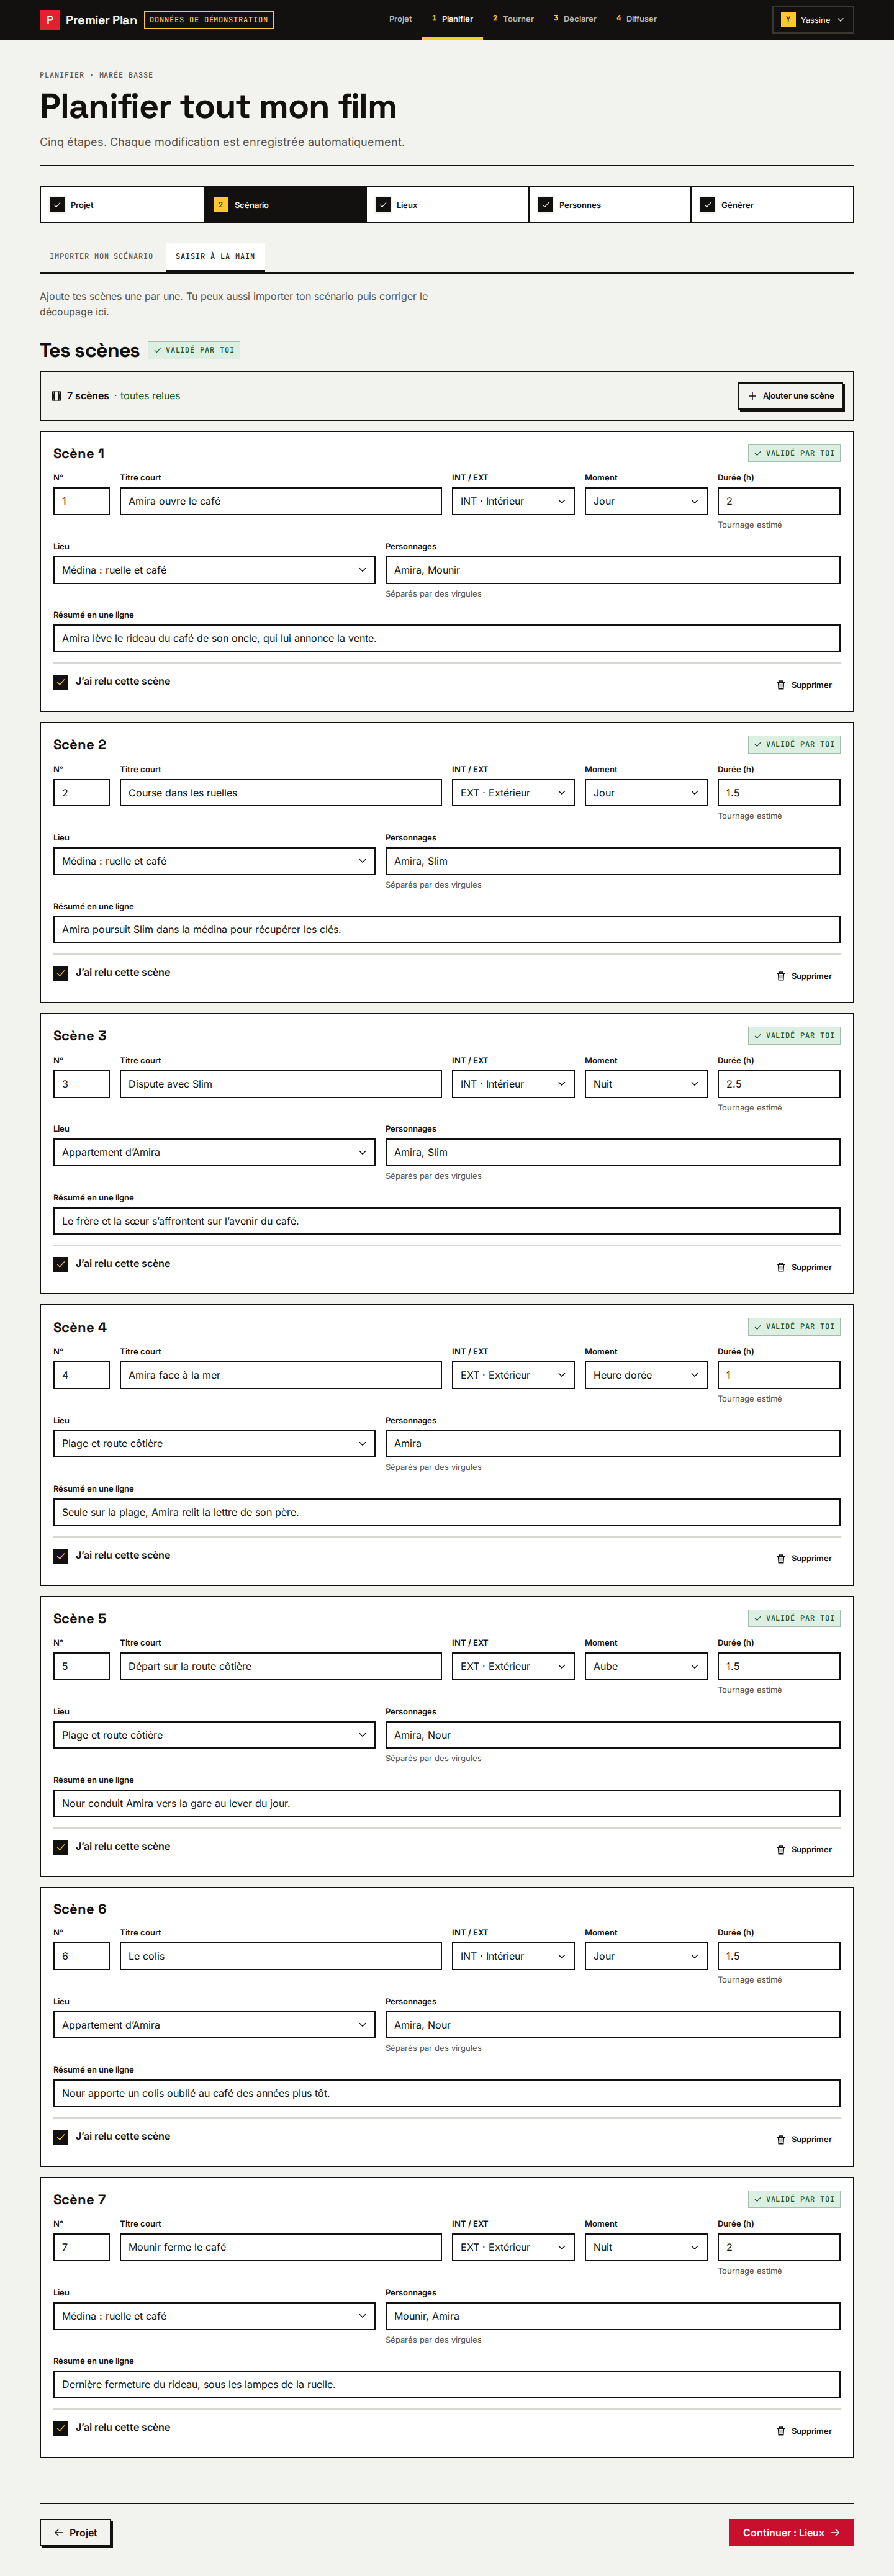 P Premier Plan DONNÉES DE DÉMONSTRATION Projet 1 Planifier 2 Tourner 3 Déclarer 4 Diffuser Y Yassine
PLANIFIER · MARÉE BASSE
Planifier tout mon film
Cinq étapes. Chaque modification est enregistrée automatiquement.
Projet 2 Scénario Lieux Personnes Générer
IMPORTER MON SCÉNARIO SAISIR À LA MAIN
Ajoute tes scènes une par une. Tu peux aussi importer ton scénario puis corriger le
découpage ici.
Tes scènes VALIDÉ PAR TOI
7 scènes · toutes relues Ajouter une scène
Scène 1 VALIDÉ PAR TOI
N° Titre court INT / EXT Moment Durée (h)
1 Amira ouvre le café INT · Intérieur Jour 2
Tournage estimé
Lieu Personnages
Médina : ruelle et café Amira, Mounir
Séparés par des virgules
Résumé en une ligne
Amira lève le rideau du café de son oncle, qui lui annonce la vente.
J’ai relu cette scène Supprimer
Scène 2 VALIDÉ PAR TOI
N° Titre court INT / EXT Moment Durée (h)
2 Course dans les ruelles EXT · Extérieur Jour 1.5
Tournage estimé
Lieu Personnages
Médina : ruelle et café Amira, Slim
Séparés par des virgules
Résumé en une ligne
Amira poursuit Slim dans la médina pour récupérer les clés.
J’ai relu cette scène Supprimer
Scène 3 VALIDÉ PAR TOI
N° Titre court INT / EXT Moment Durée (h)
3 Dispute avec Slim INT · Intérieur Nuit 2.5
Tournage estimé
Lieu Personnages
Appartement d’Amira Amira, Slim
Séparés par des virgules
Résumé en une ligne
Le frère et la sœur s’affrontent sur l’avenir du café.
J’ai relu cette scène Supprimer
Scène 4 VALIDÉ PAR TOI
N° Titre court INT / EXT Moment Durée (h)
4 Amira face à la mer EXT · Extérieur Heure dorée 1
Tournage estimé
Lieu Personnages
Plage et route côtière Amira
Séparés par des virgules
Résumé en une ligne
Seule sur la plage, Amira relit la lettre de son père.
J’ai relu cette scène Supprimer
Scène 5 VALIDÉ PAR TOI
N° Titre court INT / EXT Moment Durée (h)
5 Départ sur la route côtière EXT · Extérieur Aube 1.5
Tournage estimé
Lieu Personnages
Plage et route côtière Amira, Nour
Séparés par des virgules
Résumé en une ligne
Nour conduit Amira vers la gare au lever du jour.
J’ai relu cette scène Supprimer
Scène 6
N° Titre court INT / EXT Moment Durée (h)
6 Le colis INT · Intérieur Jour 1.5
Tournage estimé
Lieu Personnages
Appartement d’Amira Amira, Nour
Séparés par des virgules
Résumé en une ligne
Nour apporte un colis oublié au café des années plus tôt.
J’ai relu cette scène Supprimer
Scène 7 VALIDÉ PAR TOI
N° Titre court INT / EXT Moment Durée (h)
7 Mounir ferme le café EXT · Extérieur Nuit 2
Tournage estimé
Lieu Personnages
Médina : ruelle et café Mounir, Amira
Séparés par des virgules
Résumé en une ligne
Dernière fermeture du rideau, sous les lampes de la ruelle.
J’ai relu cette scène Supprimer
← Projet Continuer : Lieux →